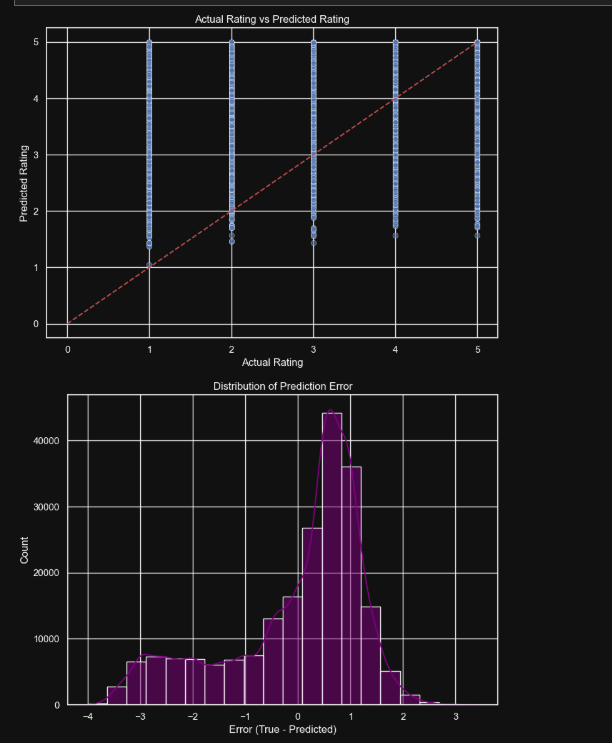 Actual Rating vs Predicted Rating
5
4
3
2
1
0
Predicted Rating
0 1 2 3 4 5
Actual Rating
Distribution of Prediction Error
40000
30000
20000
10000
0
Count
−4 −3 −2 −1 0 1 2 3
Error (True - Predicted)